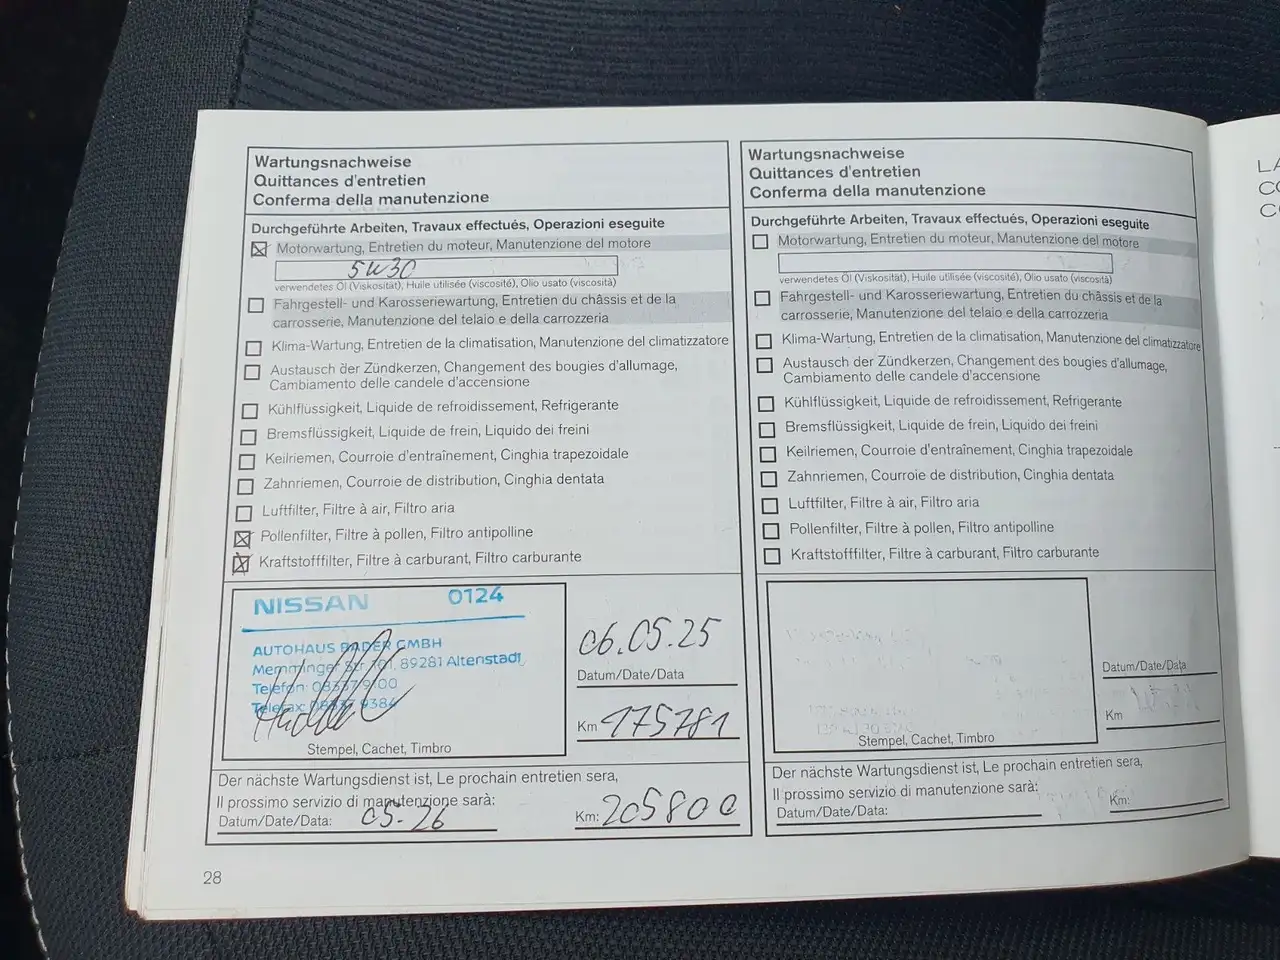 Wartungsnachweise
Quittances d'entretien
Conferma della manutenzione
Durchgeführte Arbeiten, Travaux effectués, Operazioni eseguite
Motorwartung, Entretien du moteur, Manutenzione del motore
5W30
verwendetes Öl (Viskosität), Huile utilisée (viscosité), Olio usato (viscosità)
Fahrgestell- und Karosseriewartung, Entretien du châssis et de la
carrosserie, Manutenzione del telaio e della carrozzeria
Klima-Wartung, Entretien de la climatisation, Manutenzione del climatizzatore
Austausch der Zündkerzen, Changement des bougies d'allumage,
Cambiamento delle candele d'accensione
Kühlflüssigkeit, Liquide de refroidissement, Refrigerante
Bremsflüssigkeit, Liquide de frein, Liquido dei freini
Keilriemen, Courroie d'entraînement, Cinghia trapezoidale
Zahnriemen, Courroie de distribution, Cinghia dentata
Luftfilter, Filtre à air, Filtro aria
Pollenfilter, Filtre à pollen, Filtro antipolline
Kraftstofffilter, Filtre à carburant, Filtro carburante
NISSAN 0124
AUTOHAUS BADER GMBH
Memminger Str. 101, 89281 Altenstadt
Telefon 08337 9100
Telefax: 08337 9384
Stempel, Cachet, Timbro
06.05.25
Datum/Date/Data
Km 175781
Der nächste Wartungsdienst ist, Le prochain entretien sera,
Il prossimo servizio di manutenzione sarà:
Datum/Date/Data: 05-26
Km: 205800
28
Wartungsnachweise
Quittances d'entretien
Conferma della manutenzione
Durchgeführte Arbeiten, Travaux effectués, Operazioni eseguite
Motorwartung, Entretien du moteur, Manutenzione del motore
verwendetes Öl (Viskosität), Huile utilisée (viscosité), Olio usato (viscosità)
Fahrgestell- und Karosseriewartung, Entretien du châssis et de la
carrosserie, Manutenzione del telaio e della carrozzeria
Klima-Wartung, Entretien de la climatisation, Manutenzione del climatizzatore
Austausch der Zündkerzen, Changement des bougies d'allumage,
Cambiamento delle candele d'accensione
Kühlflüssigkeit, Liquide de refroidissement, Refrigerante
Bremsflüssigkeit, Liquide de frein, Liquido dei freini
Keilriemen, Courroie d'entraînement, Cinghia trapezoidale
Zahnriemen, Courroie de distribution, Cinghia dentata
Luftfilter, Filtre à air, Filtro aria
Pollenfilter, Filtre à pollen, Filtro antipolline
Kraftstofffilter, Filtre à carburant, Filtro carburante
Stempel, Cachet, Timbro
Datum/Date/Data
Km
Der nächste Wartungsdienst ist, Le prochain entretien sera,
Il prossimo servizio di manutenzione sarà:
Datum/Date/Data:
Km: